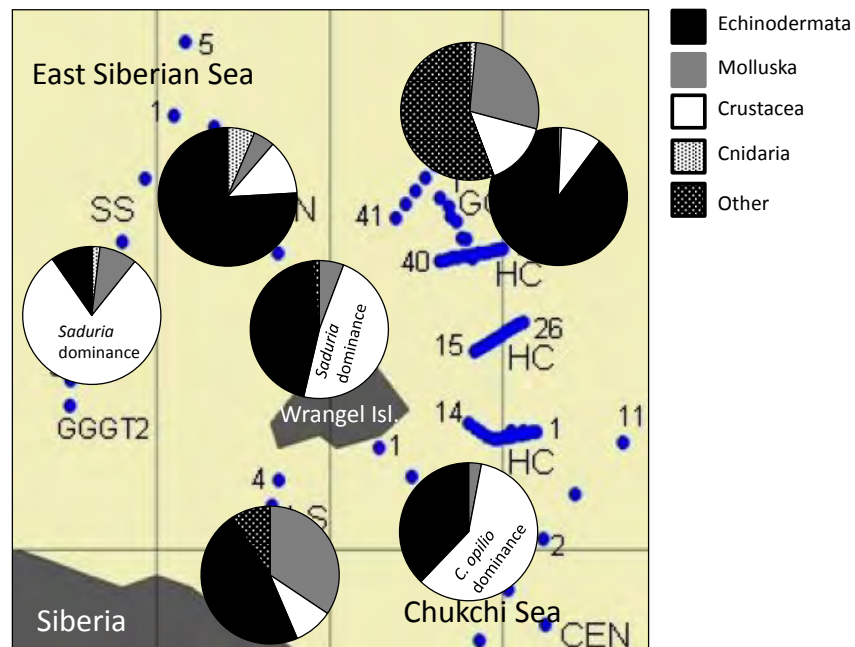 5
East Siberian Sea
1
SS
N
41
40
HC
Saduria
dominance
Saduria
dominance
15
26
HC
Wrangel Isl.
GGGT2
14
1
HC
11
1
4
C. opilio
dominance
2
Siberia
Chukchi Sea
CEN
Echinodermata
Molluska
Crustacea
Cnidaria
Other